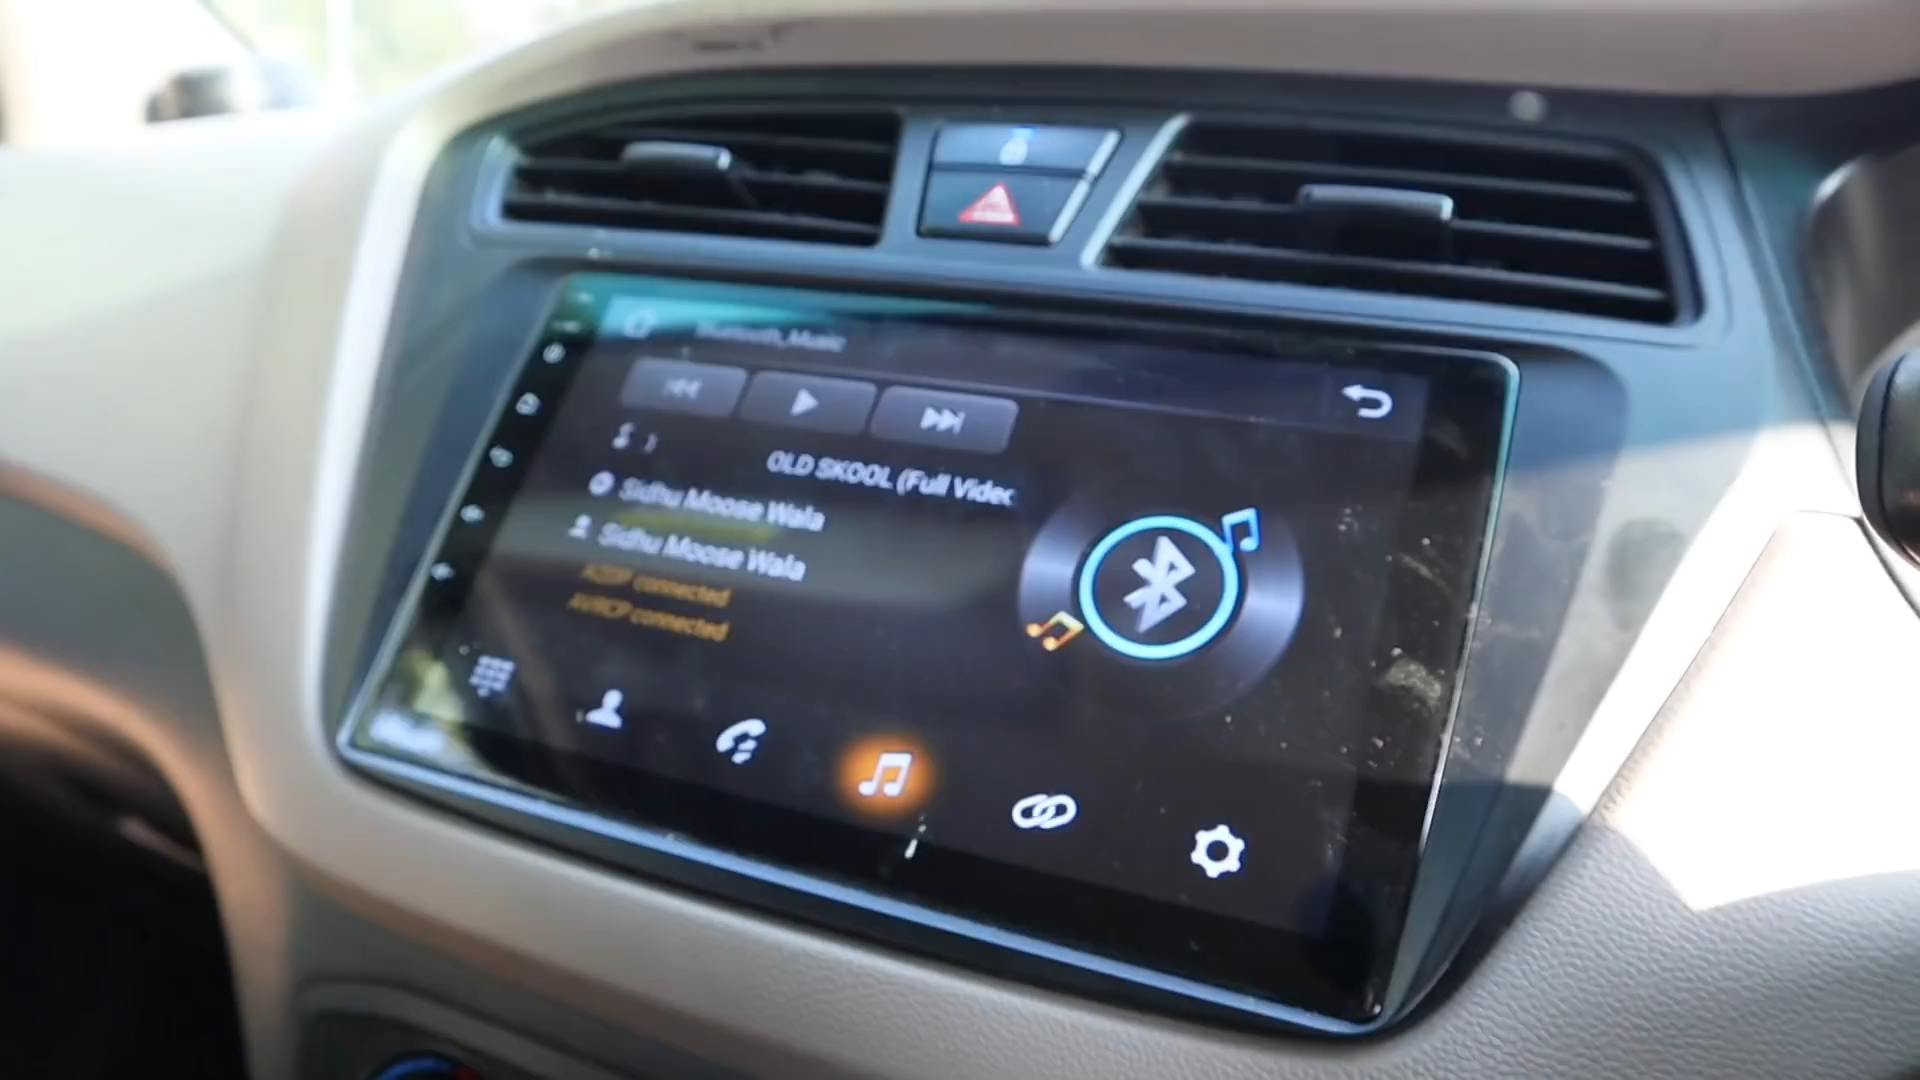 Bluetooth_Music
OLD SKOOL (Full Videc
Sidhu Moose Wala
Sidhu Moose Wala
A2DP connected
AVRCP connected